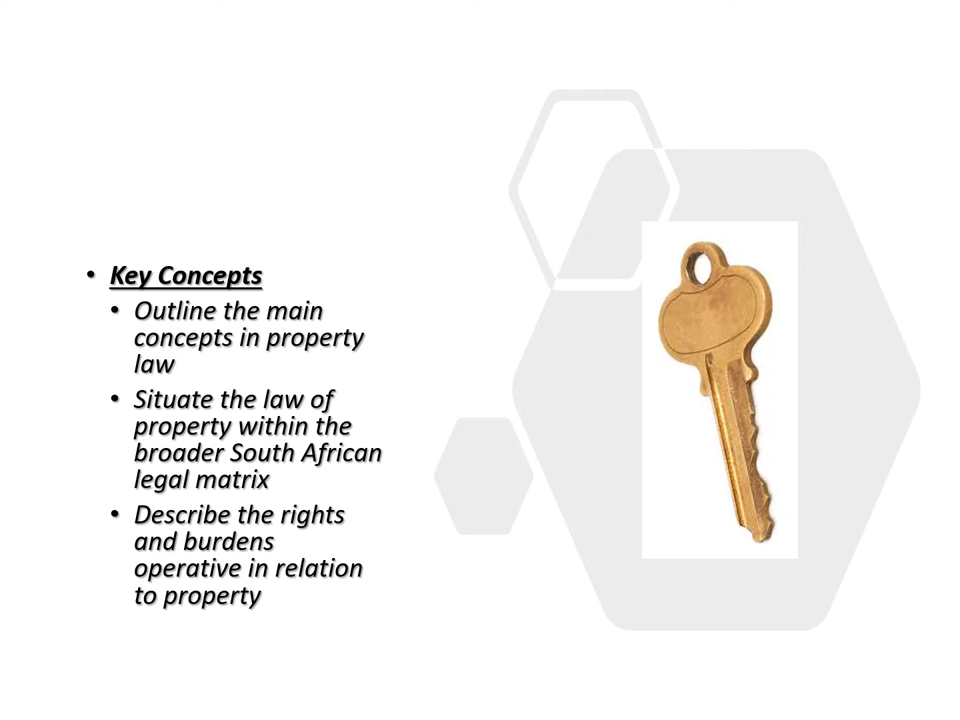 • Key Concepts
• Outline the main
concepts in property
law
• Situate the law of
property within the
broader South African
legal matrix
• Describe the rights
and burdens
operative in relation
to property